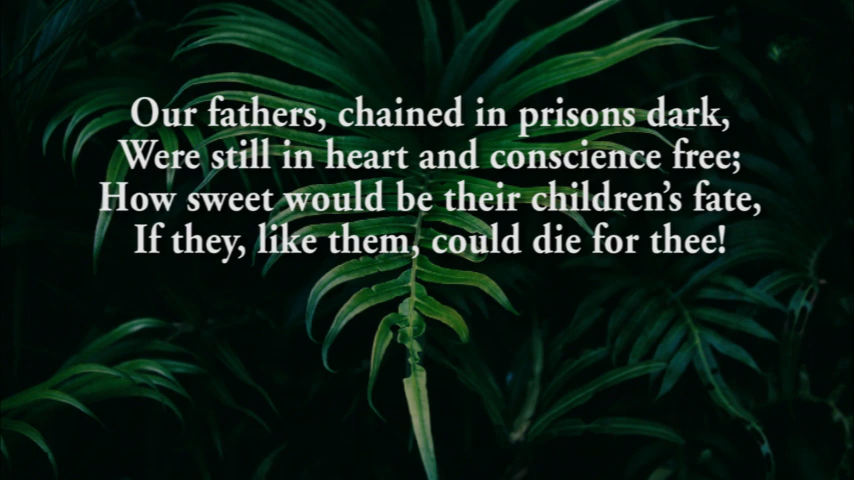 Our fathers, chained in prisons dark,
Were still in heart and conscience free;
How sweet would be their children’s fate,
If they, like them, could die for thee!